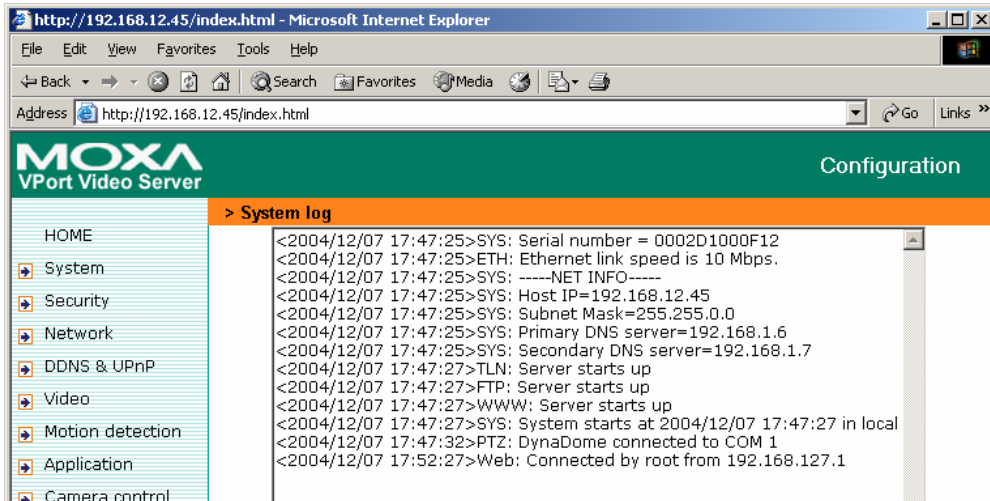 http://192.168.12.45/index.html - Microsoft Internet Explorer
File Edit View Favorites Tools Help
Back Search Favorites Media
Address http://192.168.12.45/index.html Go Links »
MOXA
VPort Video Server
Configuration
> System log
HOME
System
Security
Network
DDNS & UPnP
Video
Motion detection
Application
Camera control
<2004/12/07 17:47:25>SYS: Serial number = 0002D1000F12
<2004/12/07 17:47:25>ETH: Ethernet link speed is 10 Mbps.
<2004/12/07 17:47:25>SYS: -----NET INFO-----
<2004/12/07 17:47:25>SYS: Host IP=192.168.12.45
<2004/12/07 17:47:25>SYS: Subnet Mask=255.255.0.0
<2004/12/07 17:47:25>SYS: Primary DNS server=192.168.1.6
<2004/12/07 17:47:25>SYS: Secondary DNS server=192.168.1.7
<2004/12/07 17:47:27>TLN: Server starts up
<2004/12/07 17:47:27>FTP: Server starts up
<2004/12/07 17:47:27>WWW: Server starts up
<2004/12/07 17:47:27>SYS: System starts at 2004/12/07 17:47:27 in local
<2004/12/07 17:47:32>PTZ: DynaDome connected to COM 1
<2004/12/07 17:52:27>Web: Connected by root from 192.168.127.1